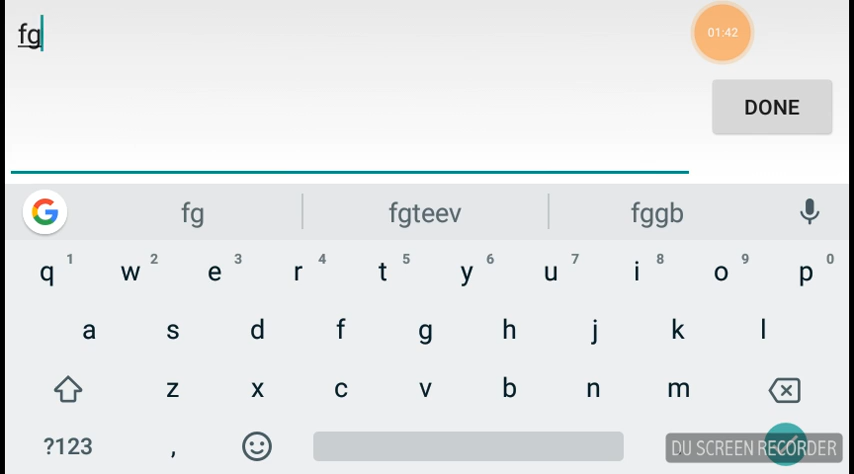 fg
01:42
DONE
G fg fgteev fggb
q 1 w 2 e 3 r 4 t 5 y 6 u 7 i 8 o 9 p 0
a s d f g h j k l
z x c v b n m
?123 , DU SCREEN RECORDER